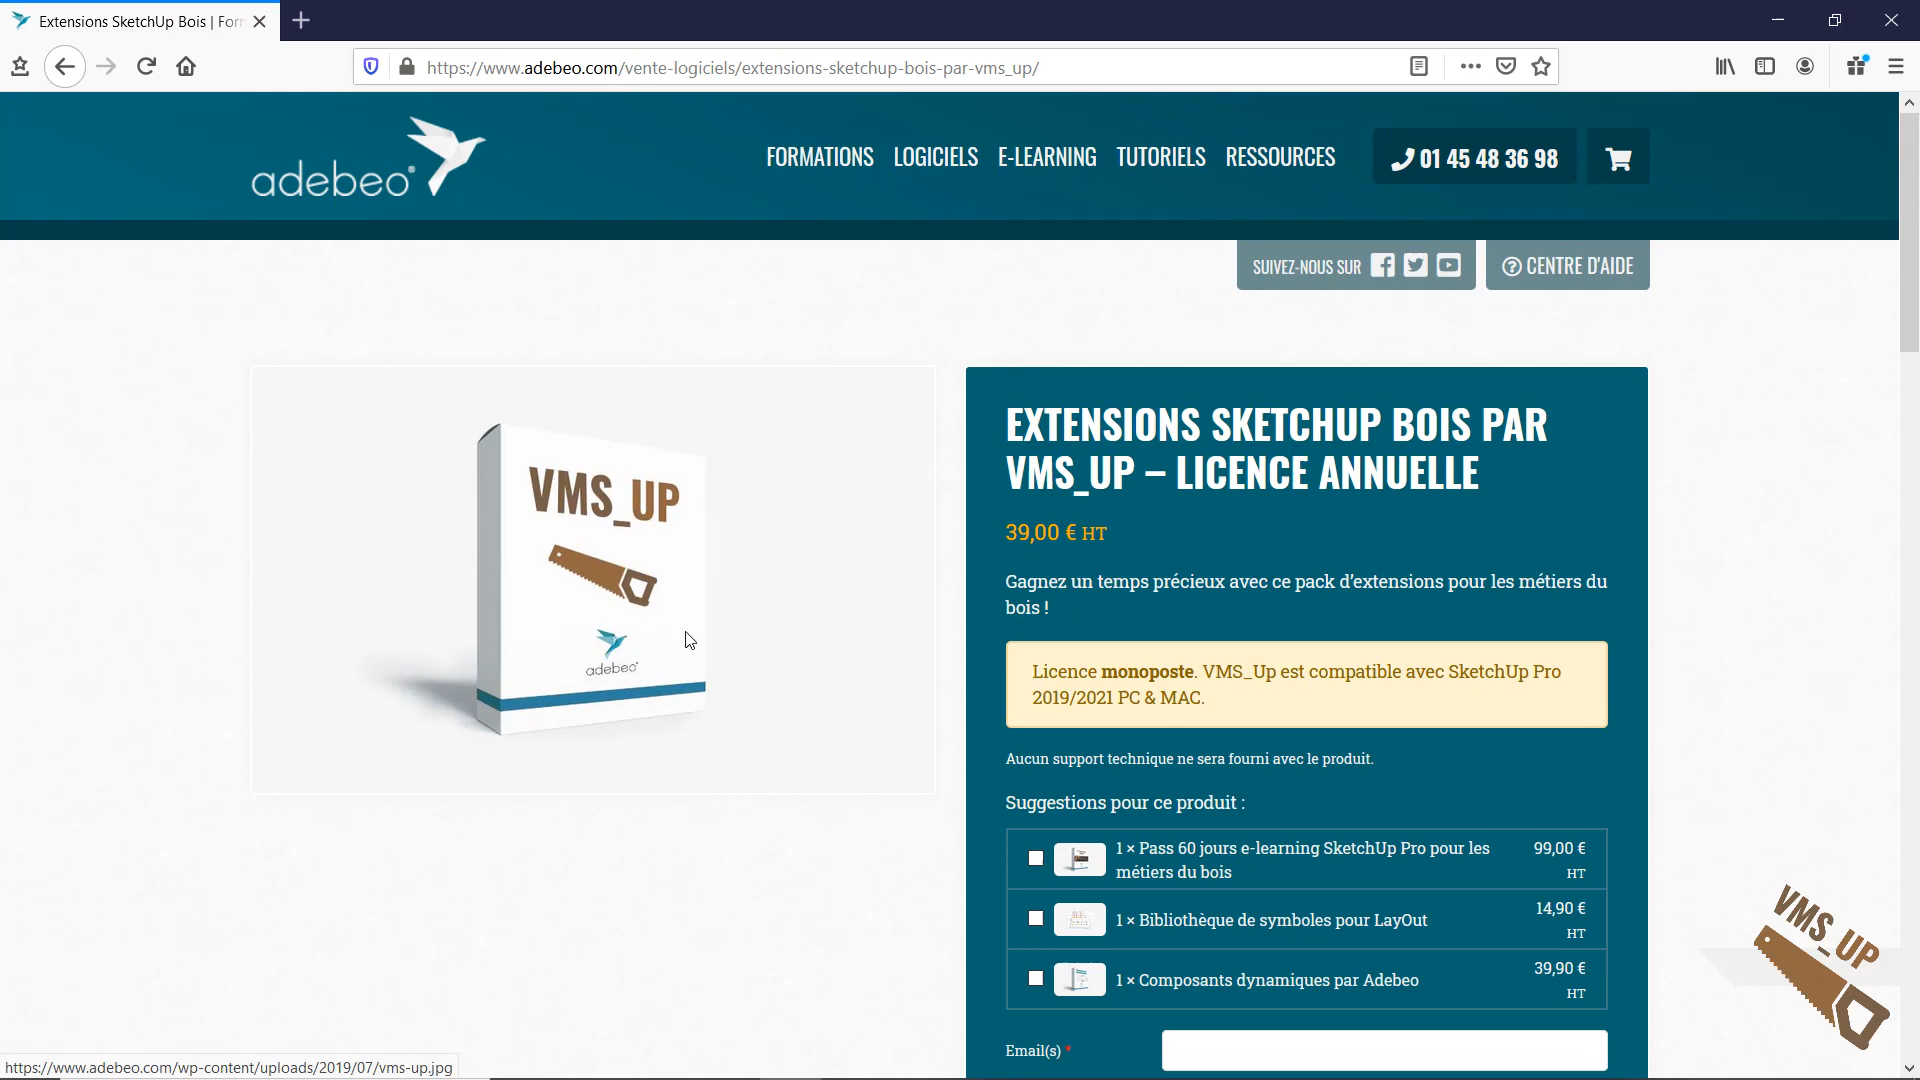 Extensions SketchUp Bois | Forn
https://www.adebeo.com/vente-logiciels/extensions-sketchup-bois-par-vms_up/
adebeo
FORMATIONS LOGICIELS E-LEARNING TUTORIELS RESSOURCES 01 45 48 36 98
SUIVEZ-NOUS SUR CENTRE D'AIDE
VMS_UP
adebeo
EXTENSIONS SKETCHUP BOIS PAR
VMS_UP – LICENCE ANNUELLE
39,00 € HT
Gagnez un temps précieux avec ce pack d'extensions pour les métiers du
bois !
Licence monoposte. VMS_Up est compatible avec SketchUp Pro
2019/2021 PC & MAC.
Aucun support technique ne sera fourni avec le produit.
Suggestions pour ce produit :
1 × Pass 60 jours e-learning SketchUp Pro pour les 99,00 €
métiers du bois HT
1 × Bibliothèque de symboles pour LayOut 14,90 €
HT
1 × Composants dynamiques par Adebeo 39,90 €
HT
Email(s) *
VMS_UP
https://www.adebeo.com/wp-content/uploads/2019/07/vms-up.jpg